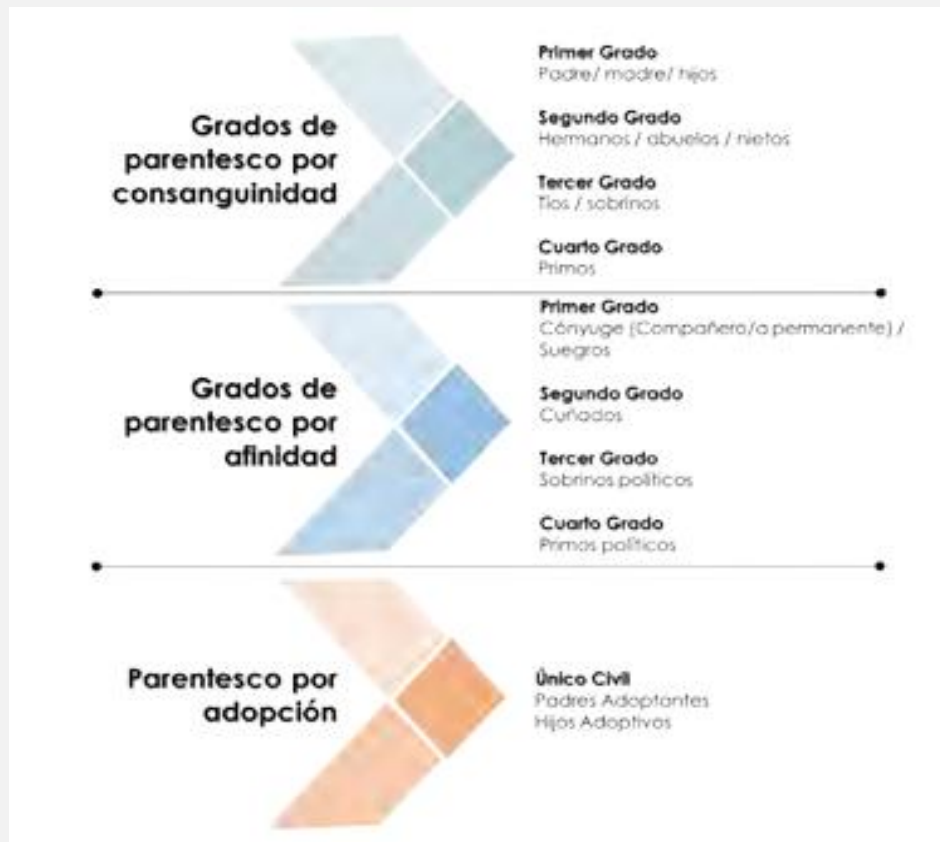 Grados de
parentesco por
consanguinidad
Primer Grado
Padre/ madre/ hijos
Segundo Grado
Hermanos / abuelos / nietos
Tercer Grado
Tíos / sobrinos
Cuarto Grado
Primos
Grados de
parentesco por
afinidad
Primer Grado
Cónyuge (Compañero/a permanente) /
Suegros
Segundo Grado
Cuñados
Tercer Grado
Sobrinos políticos
Cuarto Grado
Primos políticos
Parentesco por
adopción
Único Civil
Padres Adoptantes
Hijos Adoptivos